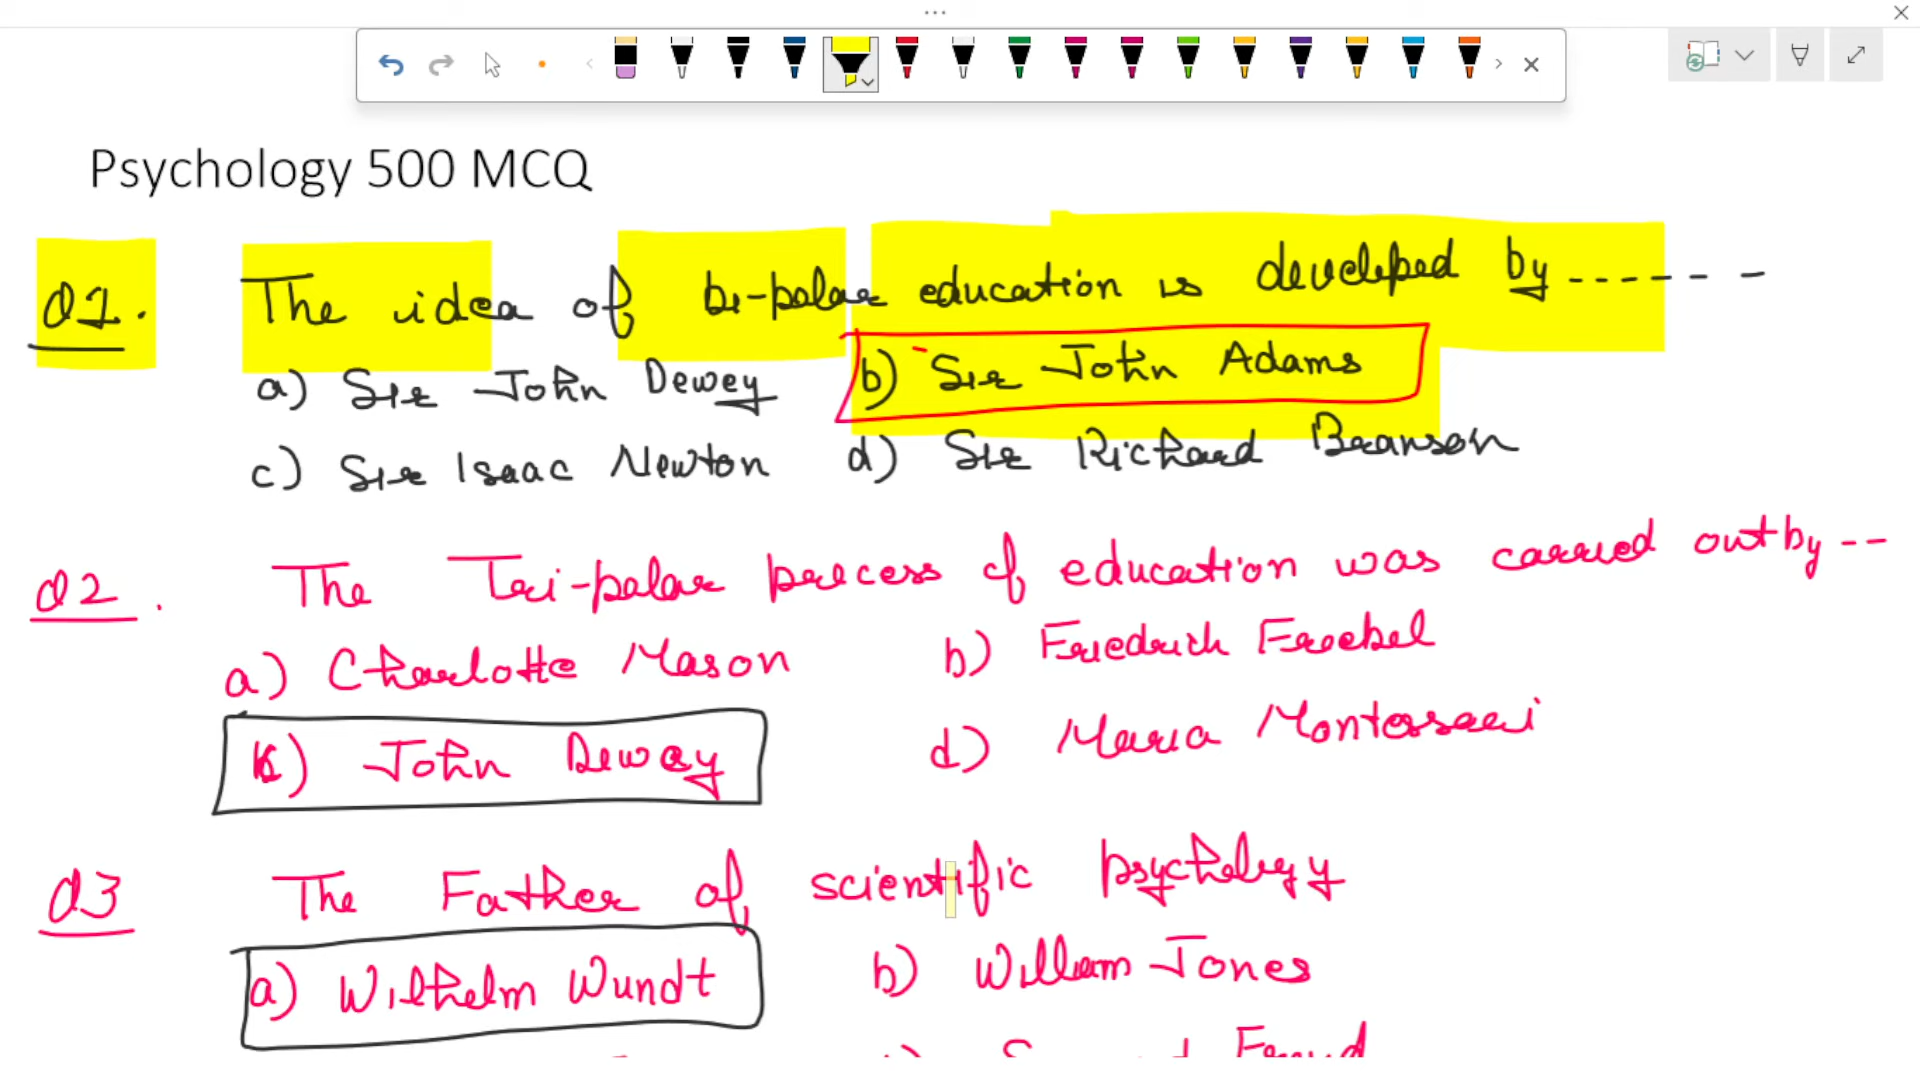 Psychology 500 MCQ
Q1. The idea of bi-polar education is developed by ------
a) Sir John Dewey b) Sir John Adams
c) Sir Isaac Newton d) Sir Richard Branson
Q2. The Tri-polar process of education was carried out by --
a) Charlotte Mason b) Friedrich Froebel
c) John Dewey d) Maria Montessori
Q3 The Father of scientific psychology
a) Wilhelm Wundt b) William Jones
Freud